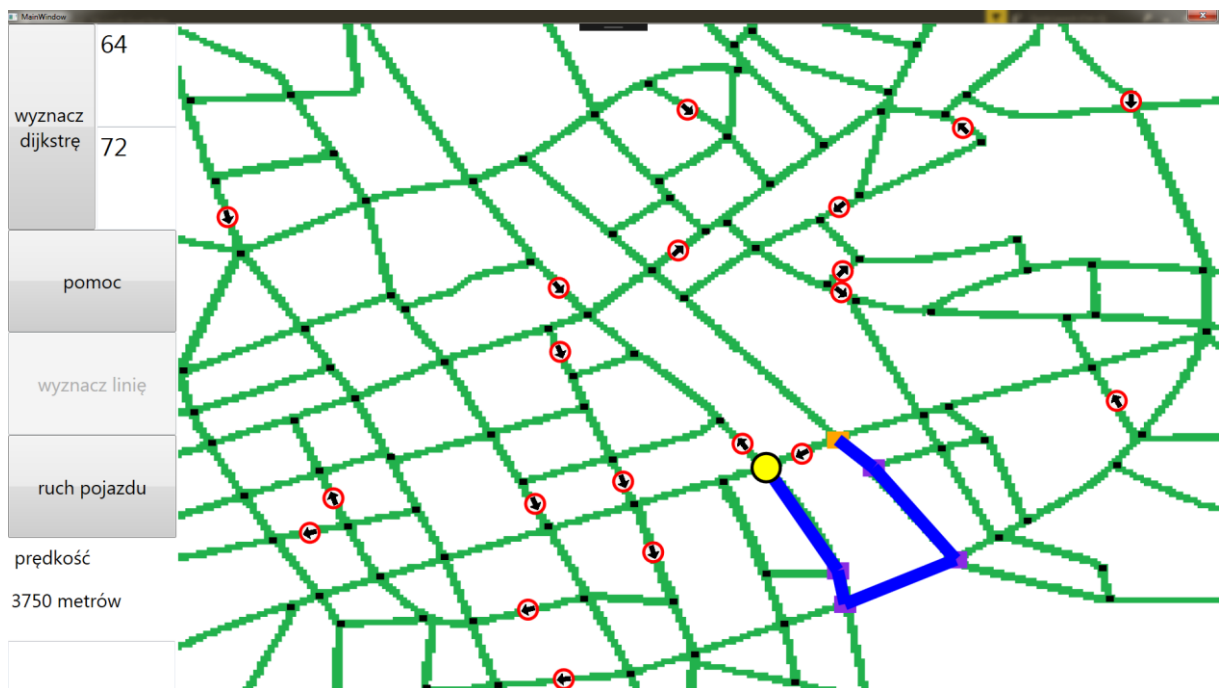 MainWindow
wyznacz
dijkstrę
64
72
pomoc
wyznacz linię
ruch pojazdu
prędkość
3750 metrów